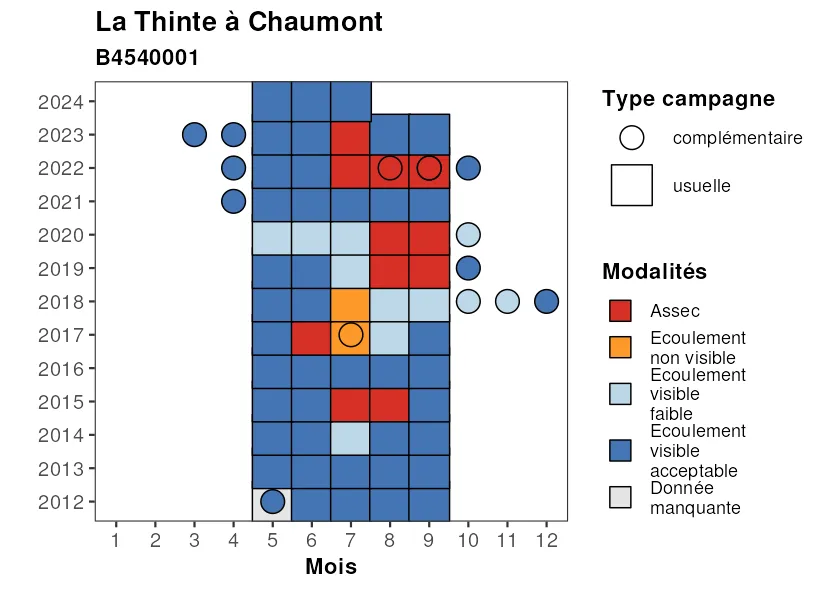 La Thinte à Chaumont
B4540001
2024
2023
2022
2021
2020
2019
2018
2017
2016
2015
2014
2013
2012
1 2 3 4 5 6 7 8 9 10 11 12
Mois
Type campagne
complémentaire
usuelle
Modalités
Assec
Ecoulement
non visible
Ecoulement
visible
faible
Ecoulement
visible
acceptable
Donnée
manquante